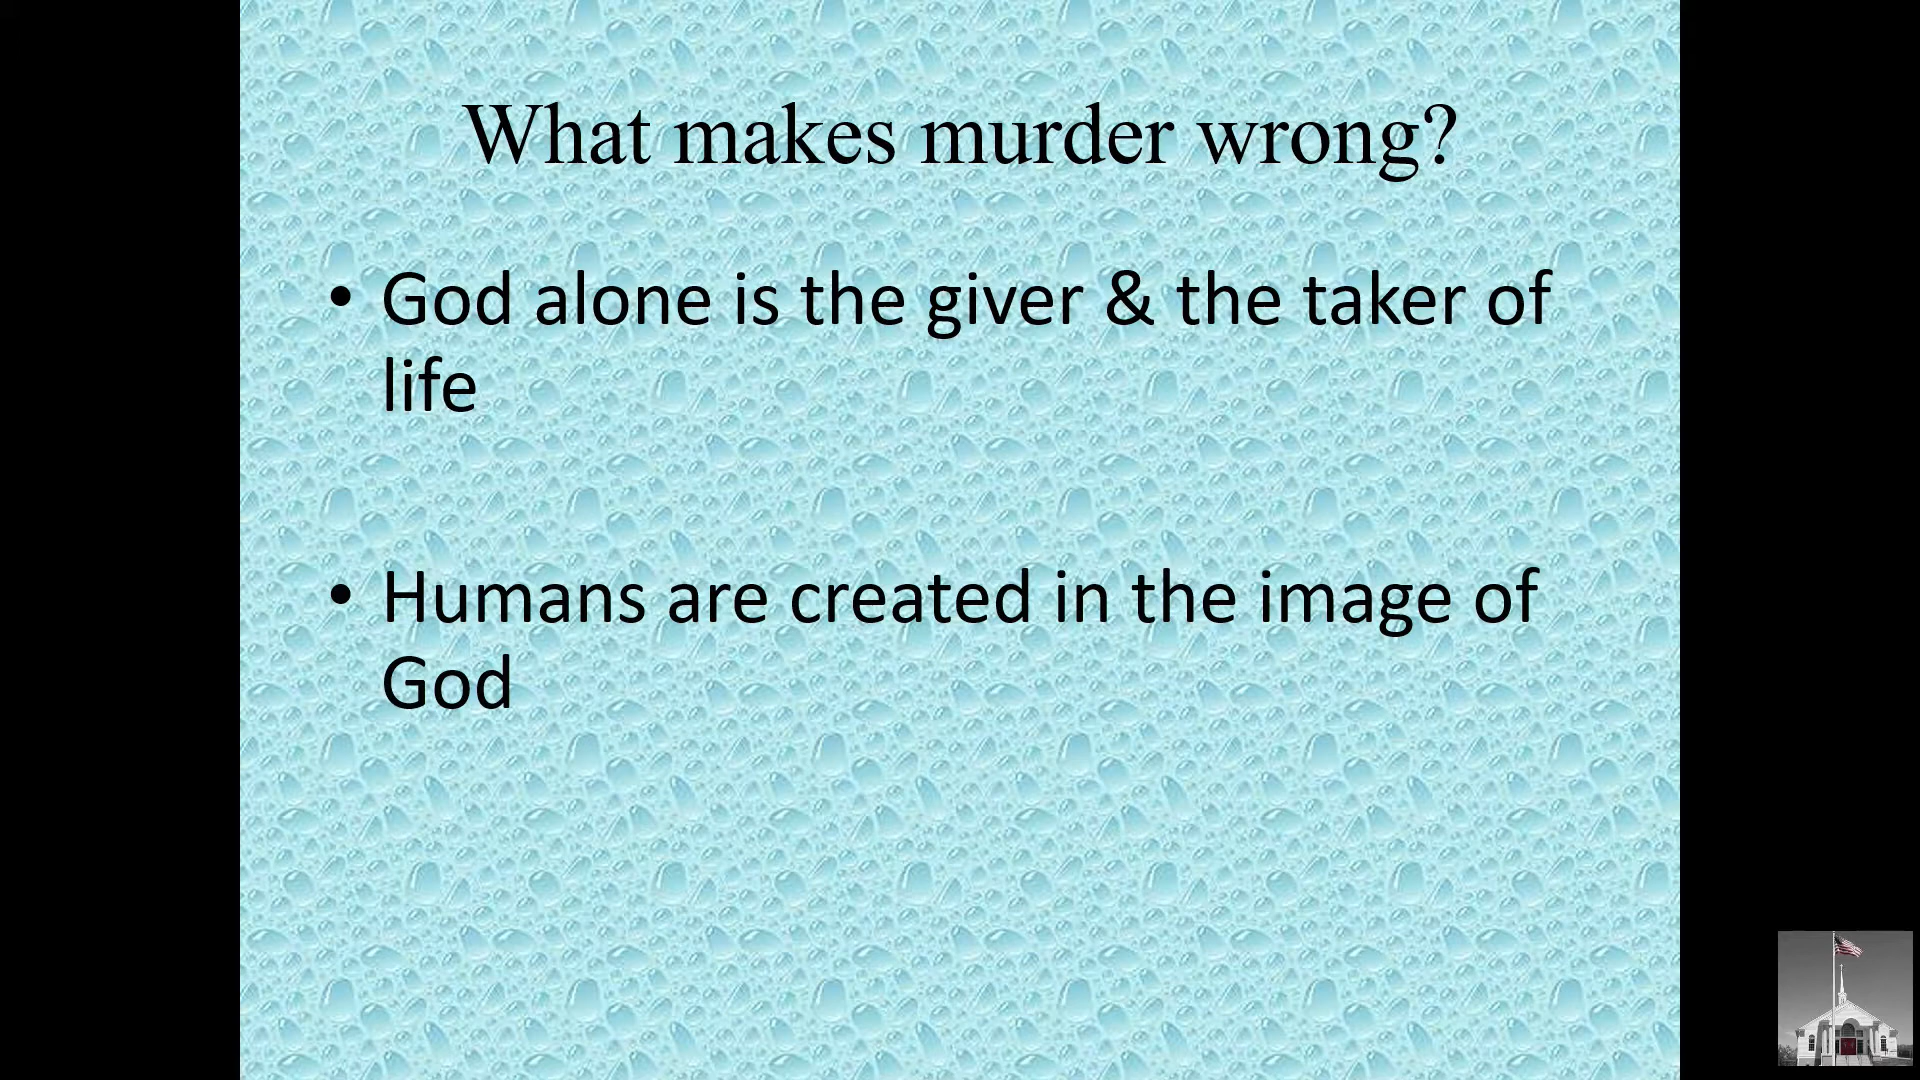 What makes murder wrong?
• God alone is the giver & the taker of
life
• Humans are created in the image of
God